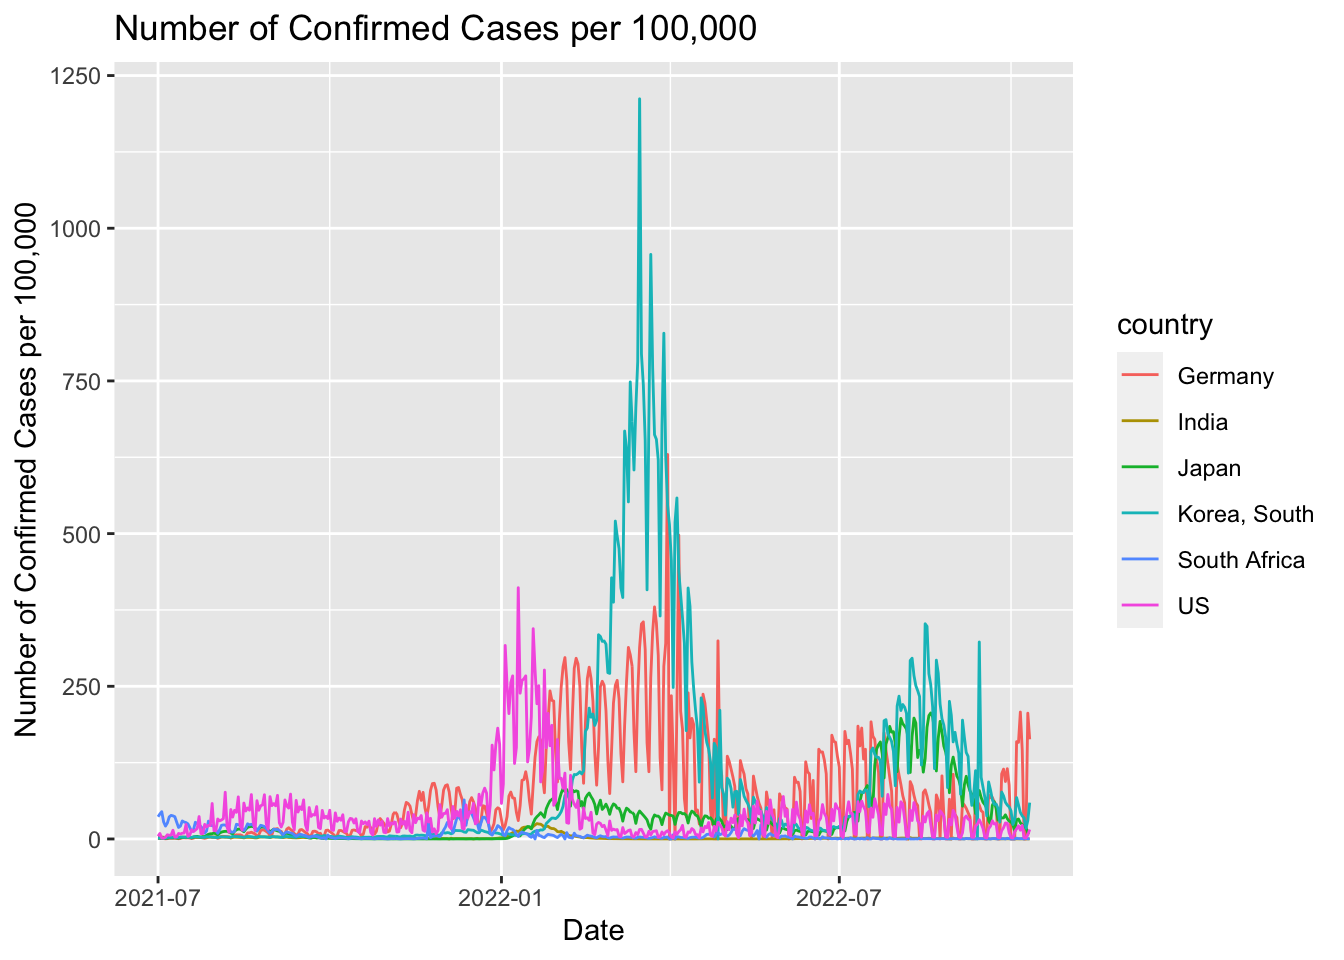 Number of Confirmed Cases per 100,000
Number of Confirmed Cases per 100,000
1250
1000
750
500
250
0
2021-07
2022-01
2022-07
Date
country
Germany
India
Japan
Korea, South
South Africa
US